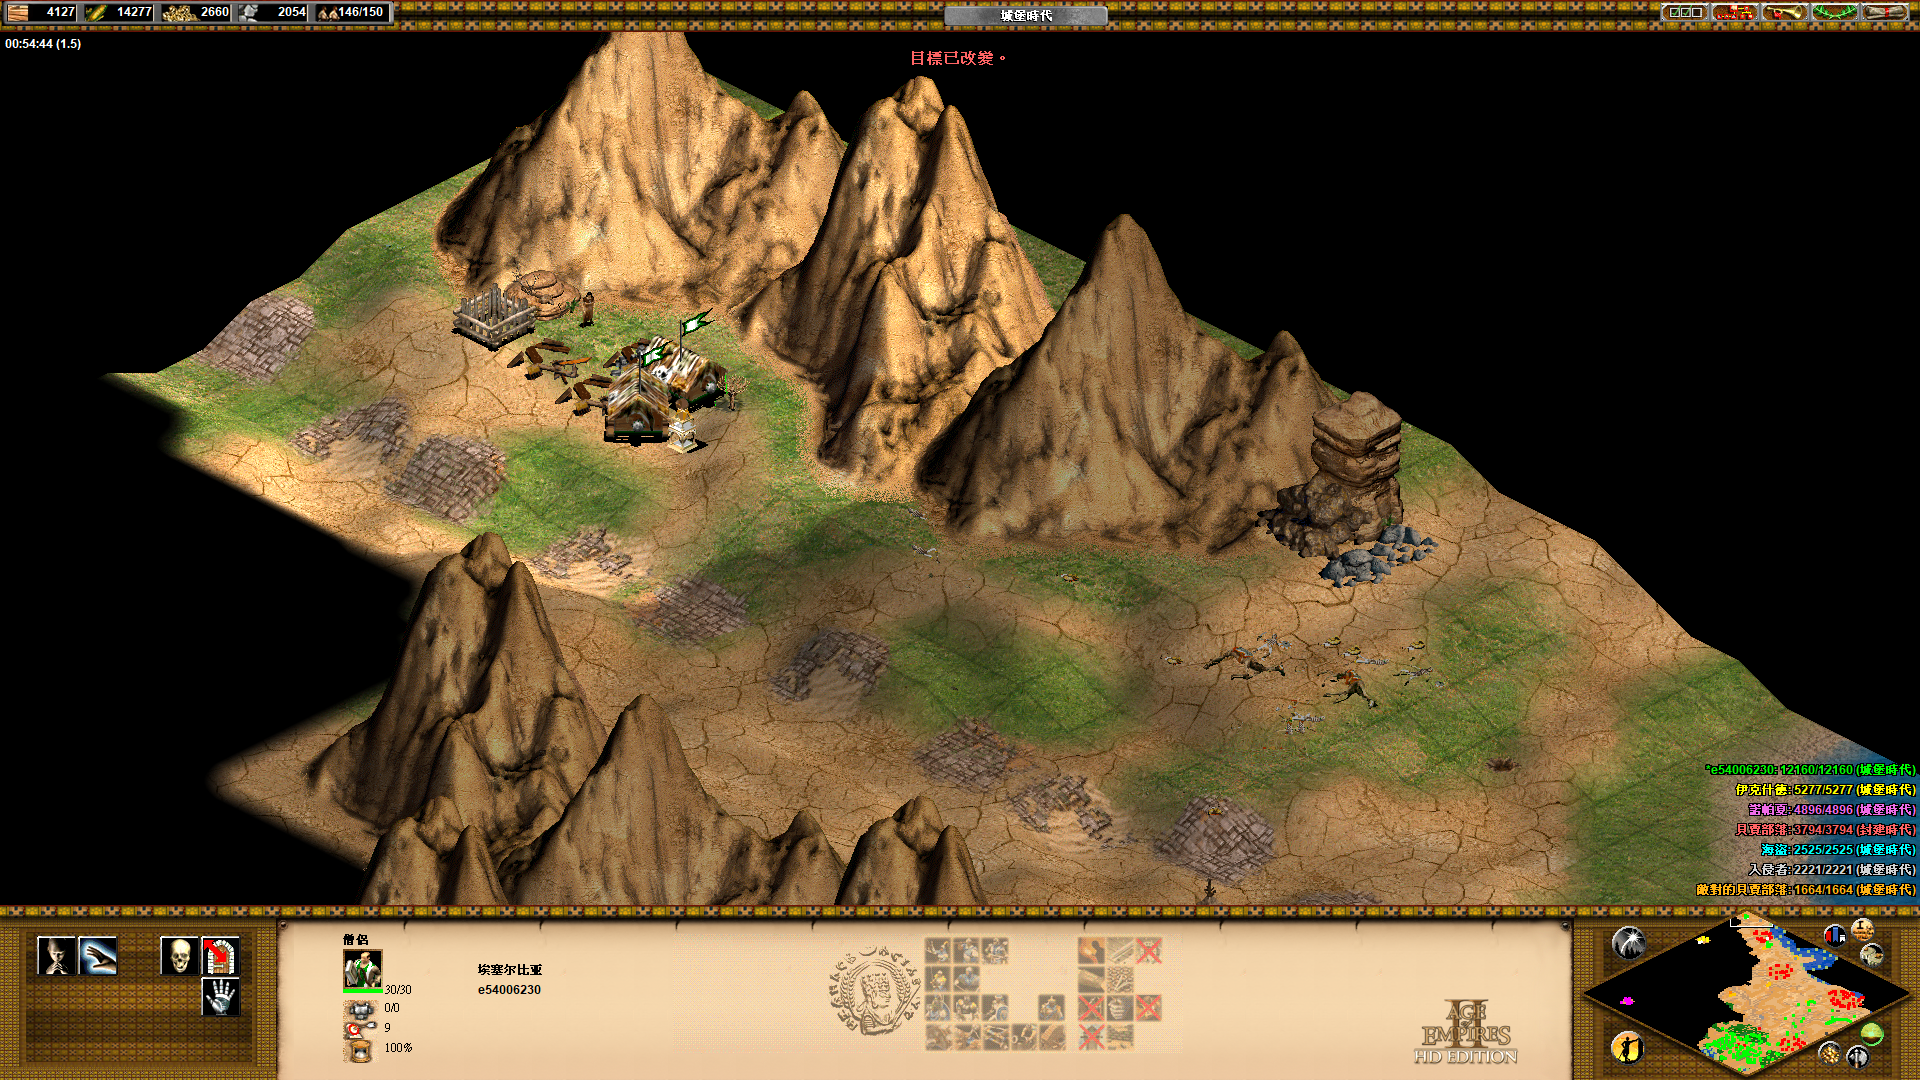 4127 14277 2660 2054 146/150
城堡時代
00:54:44 (1.5)
目標已改變。
*e54006230: 12160/12160 (城堡時代)
伊克什德: 5277/5277 (城堡時代)
諾帕夏: 4896/4896 (城堡時代)
貝賈部落: 3794/3794 (封建時代)
海盜: 2525/2525 (城堡時代)
入侵者: 2221/2221 (城堡時代)
敵對的貝賈部落: 1664/1664 (城堡時代)
僧侶
30/30
0/0
9
100%
埃塞尔比亚
e54006230
AGE
II
EMPIRES
HD EDITION